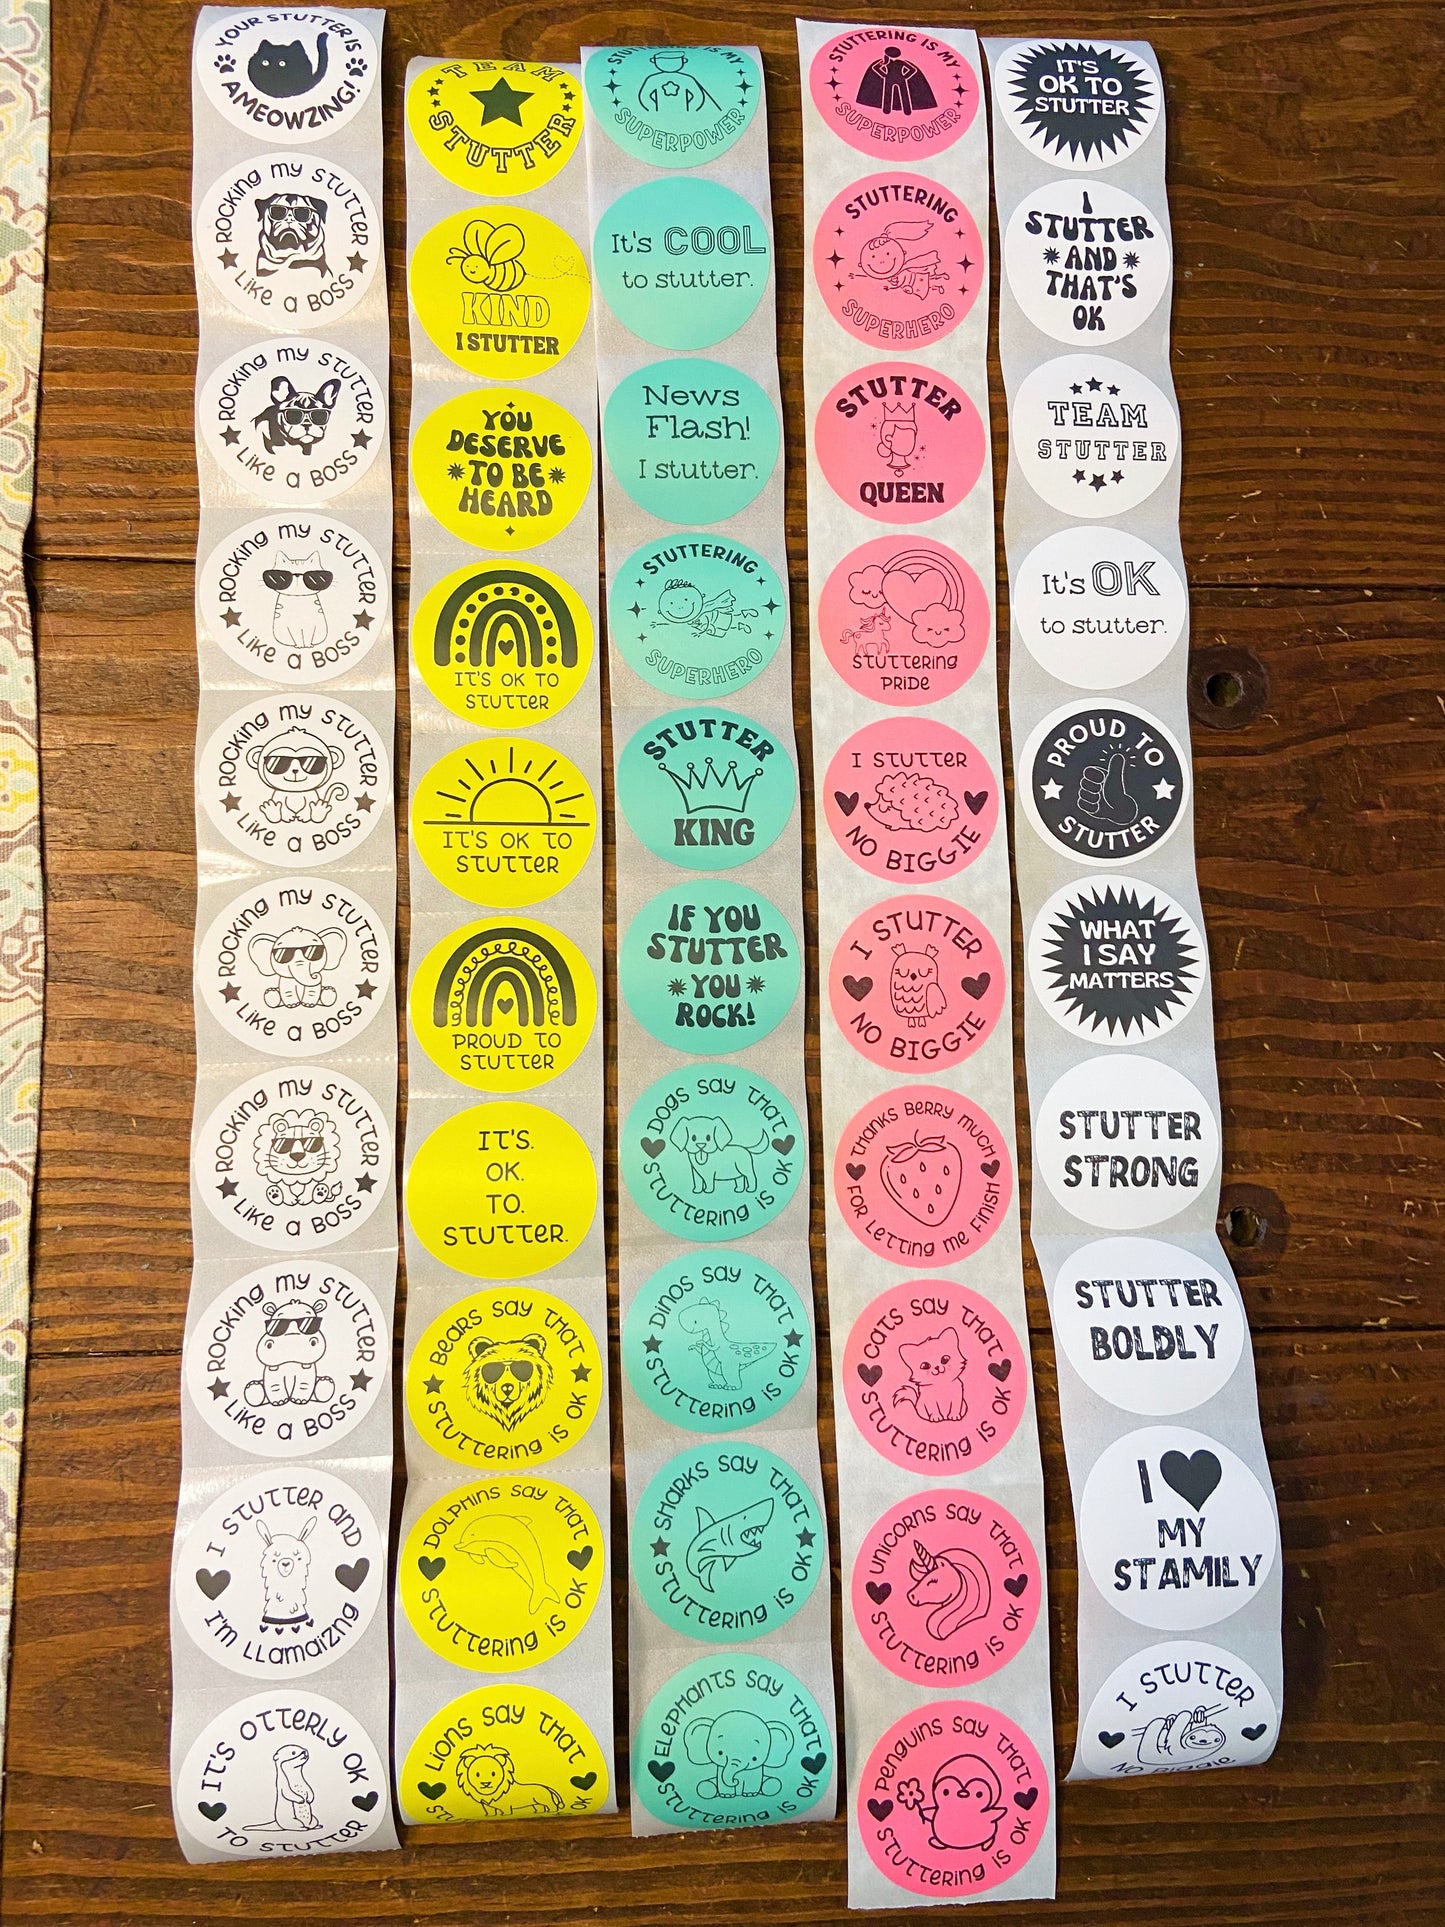 YOUR STUTTER IS
AMEOWZING!
ROCKING MY STUTTER
LIKE A BOSS
ROCKING MY STUTTER
LIKE A BOSS
ROCKING MY STUTTER
LIKE A BOSS
ROCKING MY STUTTER
LIKE A BOSS
ROCKING MY STUTTER
LIKE A BOSS
ROCKING MY STUTTER
LIKE A BOSS
ROCKING MY STUTTER
LIKE A BOSS
I STUTTER AND
I'M LLAMAIZNG
IT'S OTTERLY OK
TO STUTTER
TEAM
STUTTER
KIND
I STUTTER
YOU
DESERVE
TO BE
HEARD
IT'S OK TO
STUTTER
IT'S OK TO
STUTTER
PROUD TO
STUTTER
IT'S.
OK.
TO.
STUTTER.
BEARS SAY THAT
STUTTERING IS OK
DOLPHINS SAY THAT
STUTTERING IS OK
LIONS SAY THAT
OK
STUTTERING IS MY
SUPERPOWER
It's COOL
to stutter.
News
Flash!
I stutter.
STUTTERING
SUPERHERO
STUTTER
KING
IF YOU
STUTTER
YOU
ROCK!
DOGS SAY THAT
STUTTERING IS OK
DINOS SAY THAT
STUTTERING IS OK
SHARKS SAY THAT
STUTTERING IS OK
ELEPHANTS SAY THAT
STUTTERING IS OK
STUTTERING IS MY
SUPERPOWER
STUTTERING
SUPERHERO
STUTTER
QUEEN
STUTTERING
PRIDE
I STUTTER
NO BIGGIE
I STUTTER
NO BIGGIE
THANKS BERRY MUCH
FOR LETTING ME FINISH
CATS SAY THAT
STUTTERING IS OK
UNICORNS SAY THAT
STUTTERING IS OK
PENGUINS SAY THAT
STUTTERING IS OK
IT'S
OK TO
STUTTER
I
STUTTER
AND
THAT'S
OK
TEAM
STUTTER
It's OK
to stutter.
PROUD TO
STUTTER
WHAT
I SAY
MATTERS
STUTTER
STRONG
STUTTER
BOLDLY
I
MY
STAMILY
I STUTTER
NO BIGGIE